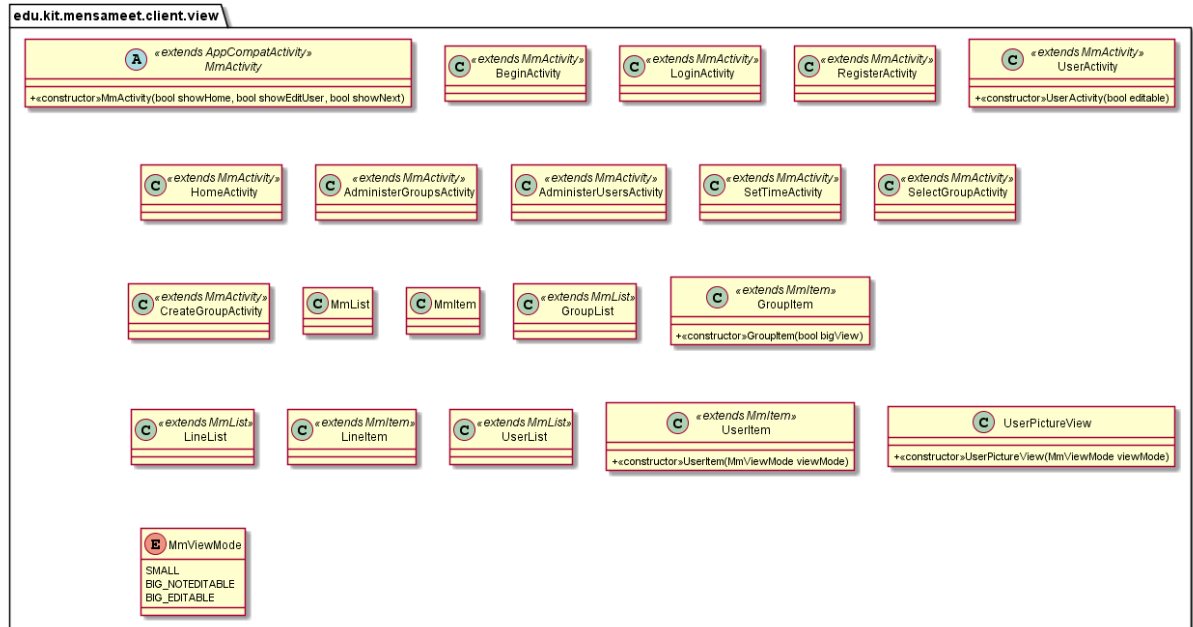 edu.kit.mensameet.client.view
A «extends AppCompatActivity»
MmActivity
+«constructor»MmActivity(bool showHome, bool showEditUser, bool showNext)
C «extends MmActivity»
BeginActivity
C «extends MmActivity»
LoginActivity
C «extends MmActivity»
RegisterActivity
C «extends MmActivity»
UserActivity
+«constructor»UserActivity(bool editable)
C «extends MmActivity»
HomeActivity
C «extends MmActivity»
AdministerGroupsActivity
C «extends MmActivity»
AdministerUsersActivity
C «extends MmActivity»
SetTimeActivity
C «extends MmActivity»
SelectGroupActivity
C «extends MmActivity»
CreateGroupActivity
C MmList
C MmItem
C «extends MmList»
GroupList
C «extends MmItem»
GroupItem
+«constructor»GroupItem(bool bigView)
C «extends MmList»
LineList
C «extends MmItem»
LineItem
C «extends MmList»
UserList
C «extends MmItem»
UserItem
+«constructor»UserItem(MmViewMode viewMode)
C UserPictureView
+«constructor»UserPictureView(MmViewMode viewMode)
E MmViewMode
SMALL
BIG_NOTEDITABLE
BIG_EDITABLE